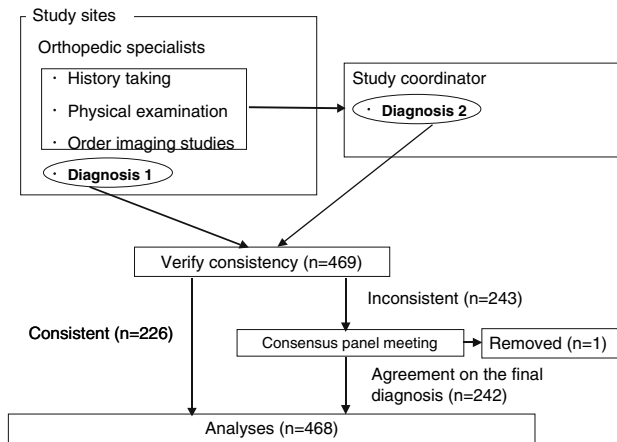 Study sites
Orthopedic specialists
· History taking
· Physical examination
· Order imaging studies
· Diagnosis 1
Study coordinator
· Diagnosis 2
Verify consistency (n=469)
Inconsistent (n=243)
Consistent (n=226)
Consensus panel meeting
Removed (n=1)
Agreement on the final
diagnosis (n=242)
Analyses (n=468)